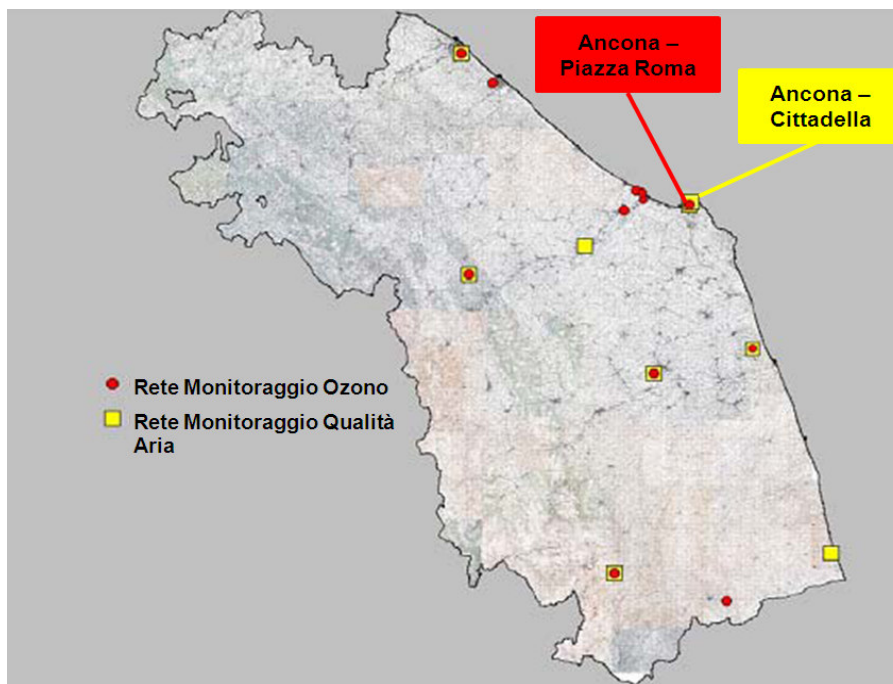 Ancona –
Piazza Roma
Ancona –
Cittadella
Rete Monitoraggio Ozono
Rete Monitoraggio Qualità
Aria